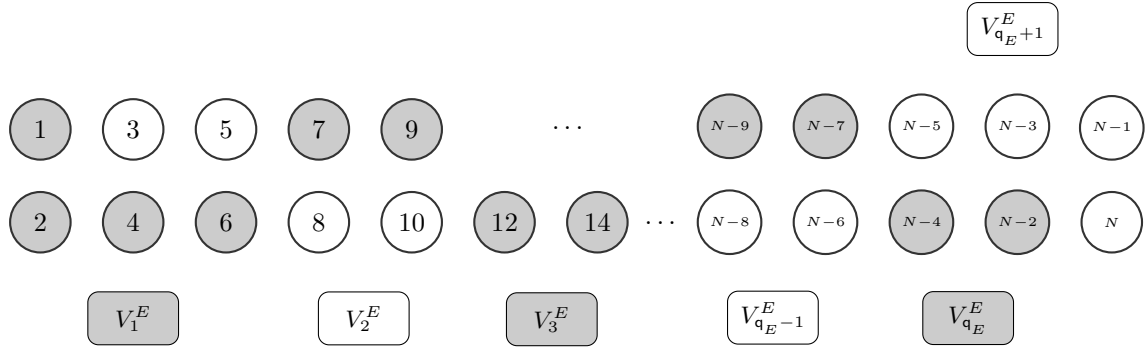 V^E_{q_E+1}
1 3 5 7 9 ⋯ N−9 N−7 N−5 N−3 N−1
2 4 6 8 10 12 14 ⋯ N−8 N−6 N−4 N−2 N
V^E_1 V^E_2 V^E_3 V^E_{q_E−1} V^E_{q_E}